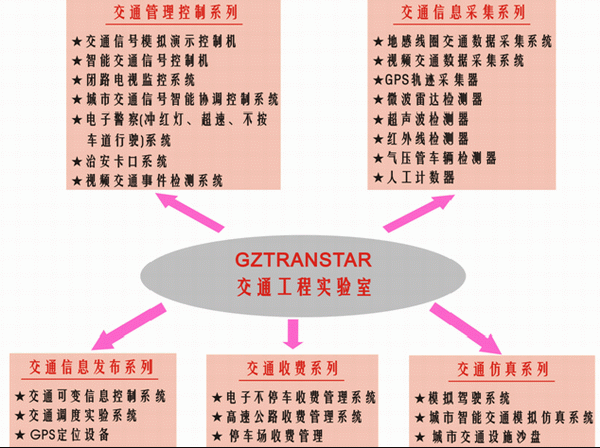 交通管理控制系列
★交通信号模拟演示控制机
★智能交通信号控制机
★闭路电视监控系统
★城市交通信号智能协调控制系统
★电子警察(冲红灯、超速、不按
车道行驶)系统
★治安卡口系统
★视频交通事件检测系统
交通信息采集系列
★地感线圈交通数据采集系统
★视频交通数据采集系统
★GPS轨迹采集器
★微波雷达检测器
★超声波检测器
★红外线检测器
★气压管车辆检测器
★人工计数器
GZTRANSTAR
交通工程实验室
交通信息发布系列
★交通可变信息控制系统
★交通调度实验系统
★GPS定位设备
交通收费系列
★电子不停车收费管理系统
★高速公路收费管理系统
★停车场收费管理
交通仿真系列
★模拟驾驶系统
★城市智能交通模拟仿真系统
★城市交通设施沙盘